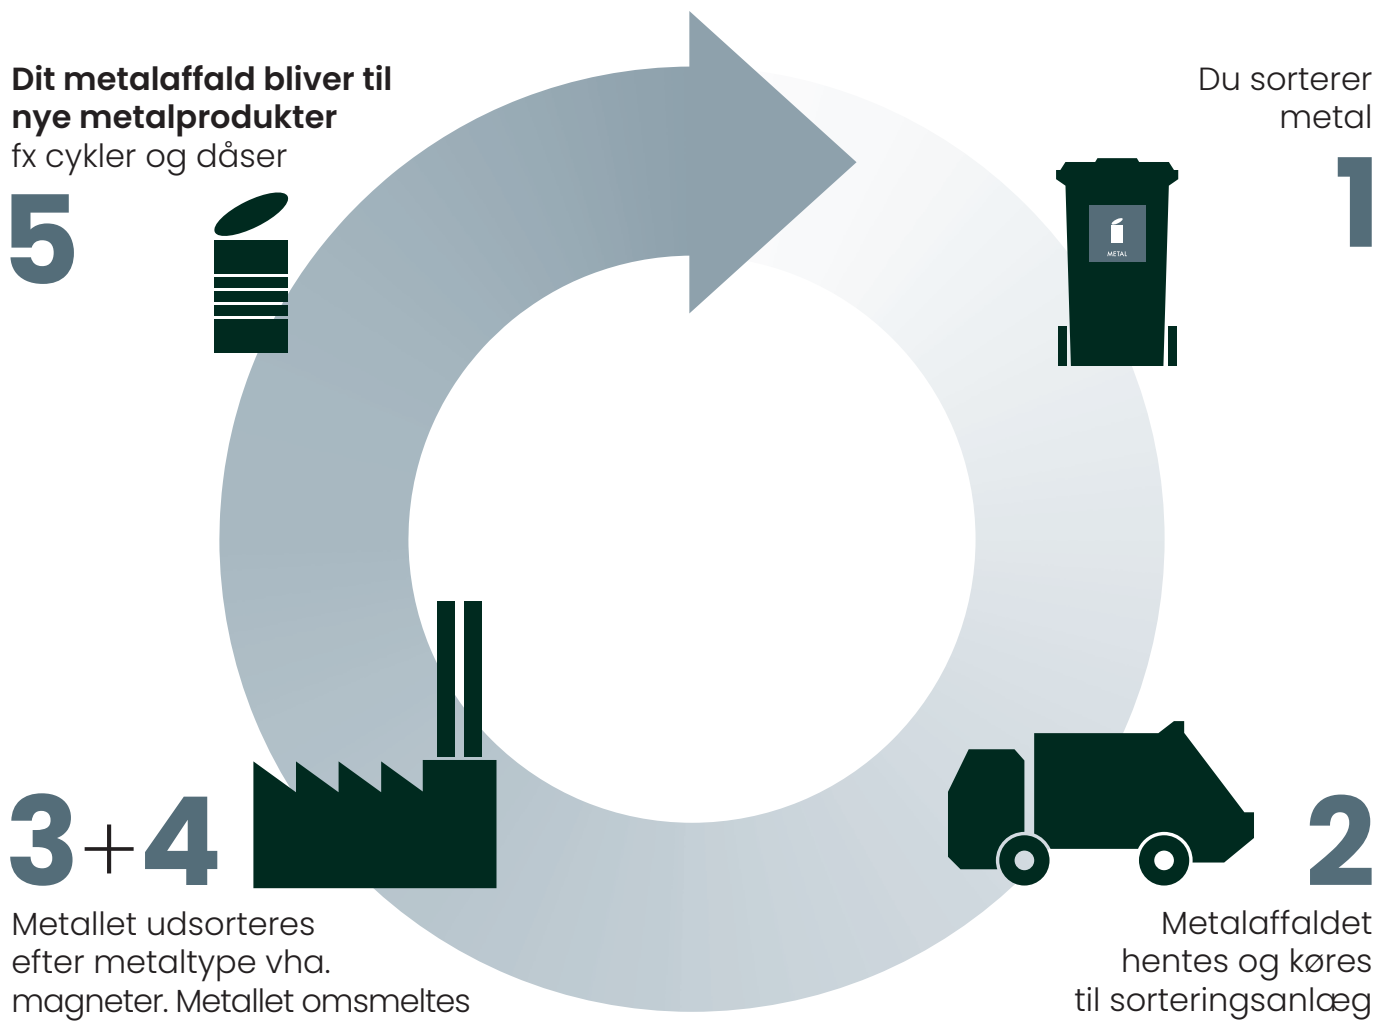 Dit metalaffald bliver til
nye metalprodukter
fx cykler og dåser
5
Du sorterer
metal
1
METAL
3+4
Metallet udsorteres
efter metaltype vha.
magneter. Metallet omsmeltes
2
Metalaffaldet
hentes og køres
til sorteringsanlæg